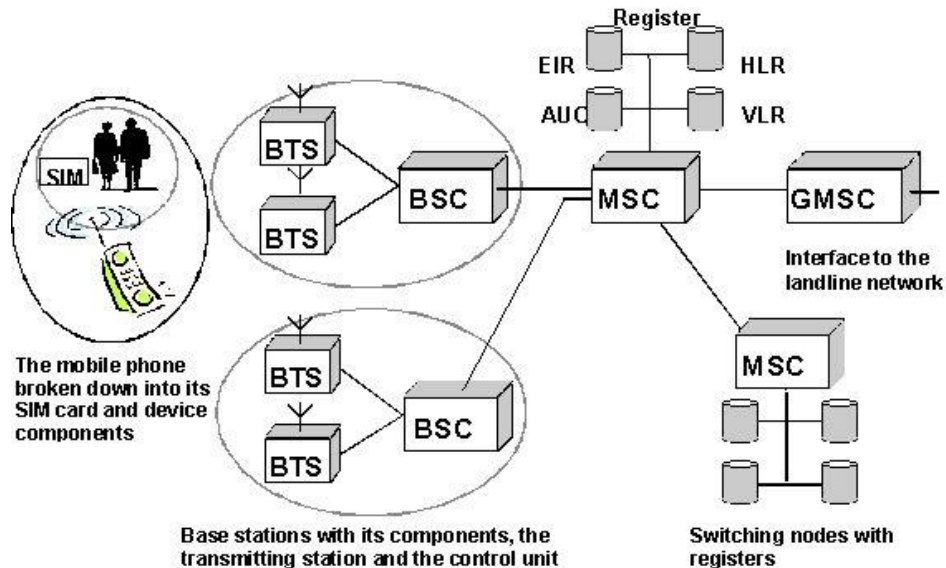 Register
EIR
HLR
AUC
VLR
SIM
BTS
BTS
BSC
MSC
GMSC
Interface to the
landline network
The mobile phone
broken down into its
SIM card and device
components
BTS
BTS
BSC
MSC
Base stations with its components, the
transmitting station and the control unit
Switching nodes with
registers